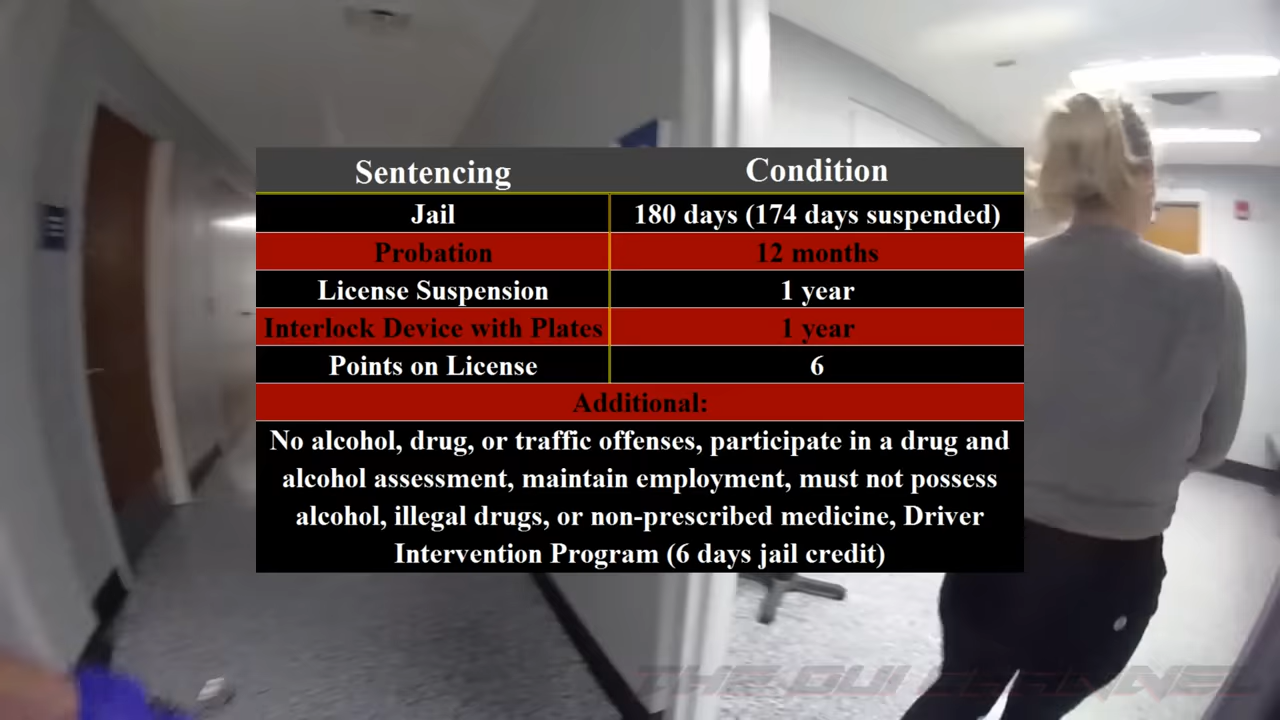 Sentencing Condition
Jail 180 days (174 days suspended)
Probation 12 months
License Suspension 1 year
Interlock Device with Plates 1 year
Points on License 6
Additional:
No alcohol, drug, or traffic offenses, participate in a drug and
alcohol assessment, maintain employment, must not possess
alcohol, illegal drugs, or non-prescribed medicine, Driver
Intervention Program (6 days jail credit)
THE DUI CHANNEL